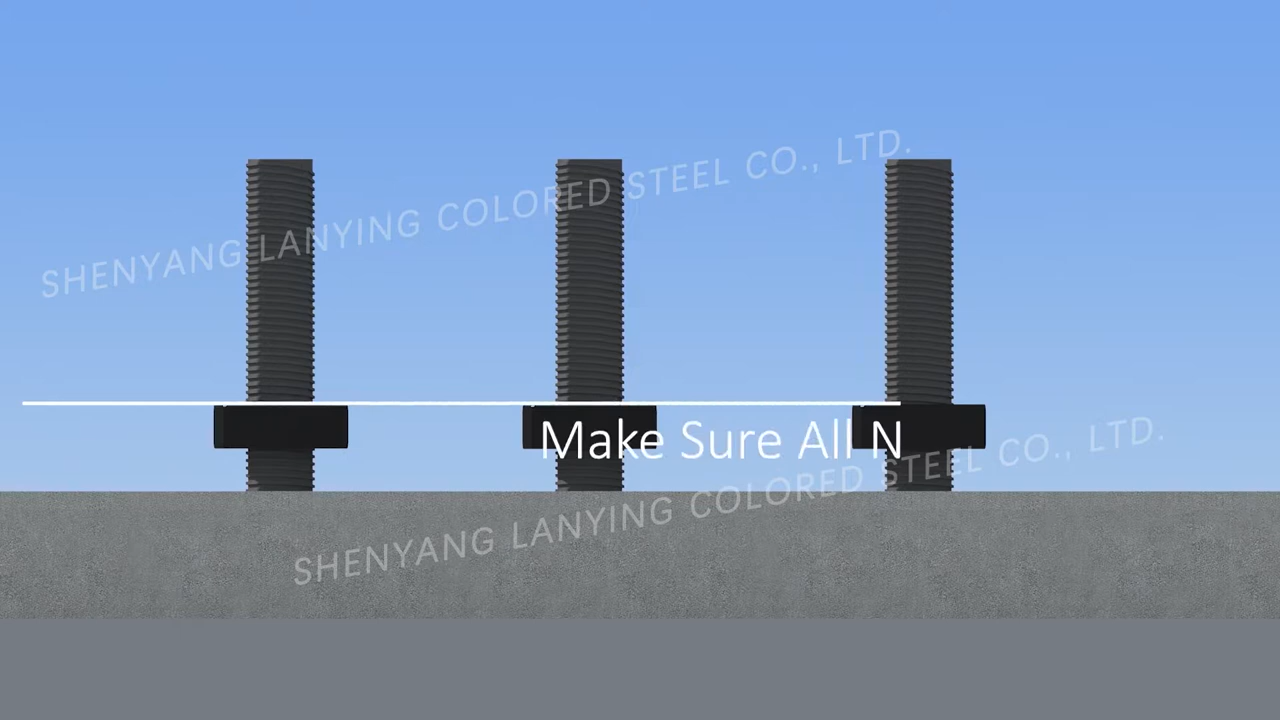 SHENYANG LANYING COLORED STEEL CO., LTD.
Make Sure All N
SHENYANG LANYING COLORED STEEL CO., LTD.